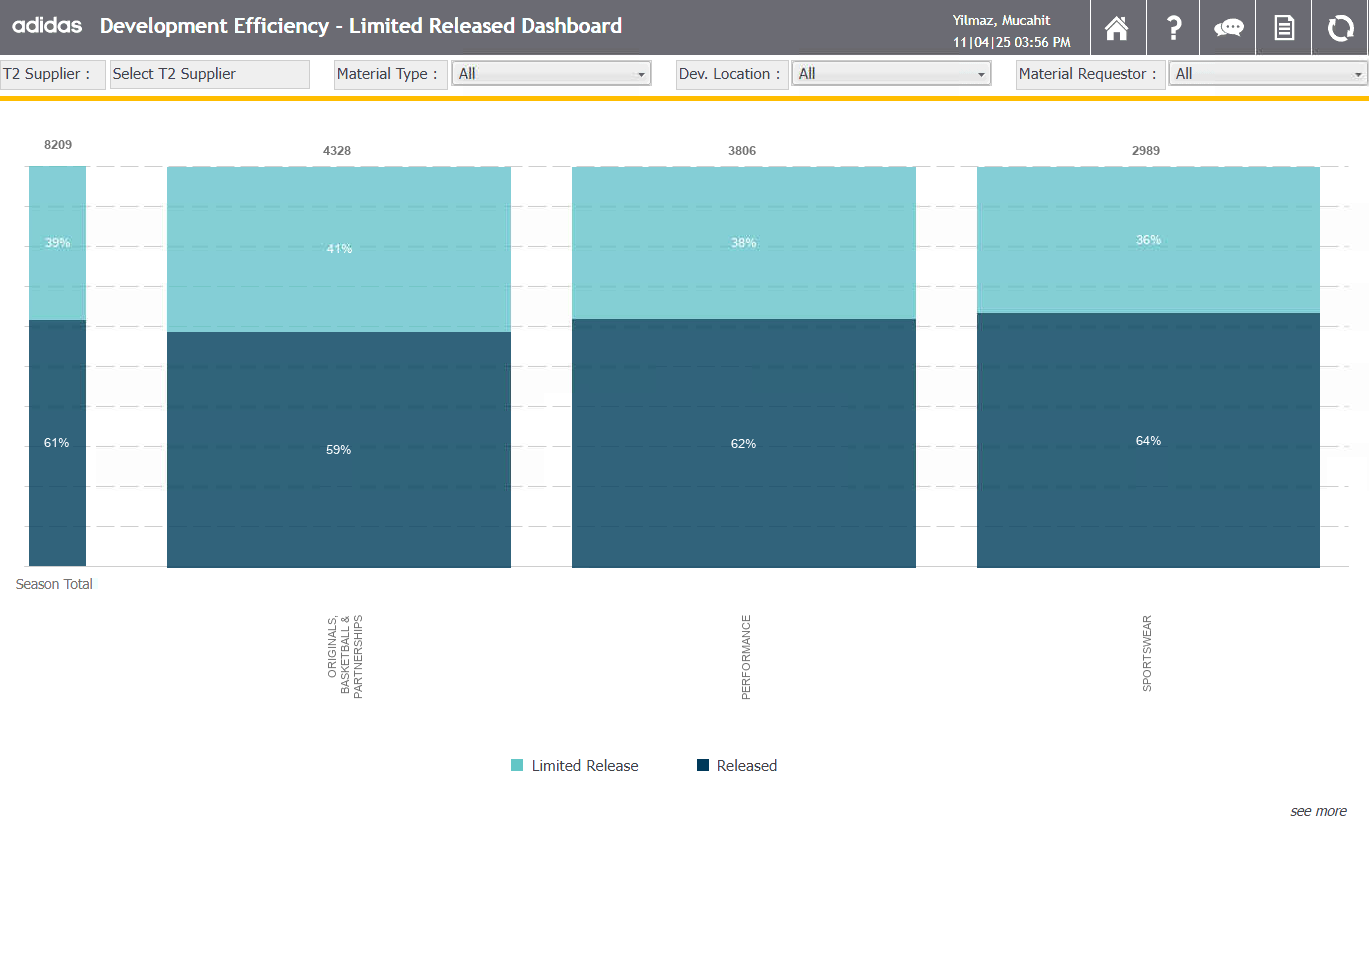 adidas Development Efficiency - Limited Released Dashboard
Yilmaz, Mucahit
11|04|25 03:56 PM
?
T2 Supplier : Select T2 Supplier Material Type : All Dev. Location : All Material Requestor : All
8209 4328 3806 2989
39% 41% 38% 36%
61% 59% 62% 64%
Season Total
ORIGINALS,
BASKETBALL &
PARTNERSHIPS
PERFORMANCE
SPORTSWEAR
Limited Release Released
see more